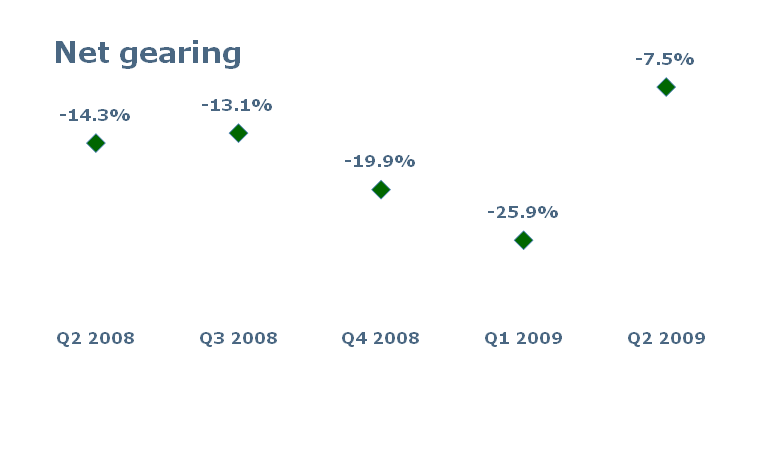 Net gearing
-7.5%
-14.3%
-13.1%
-19.9%
-25.9%
Q2 2008
Q3 2008
Q4 2008
Q1 2009
Q2 2009